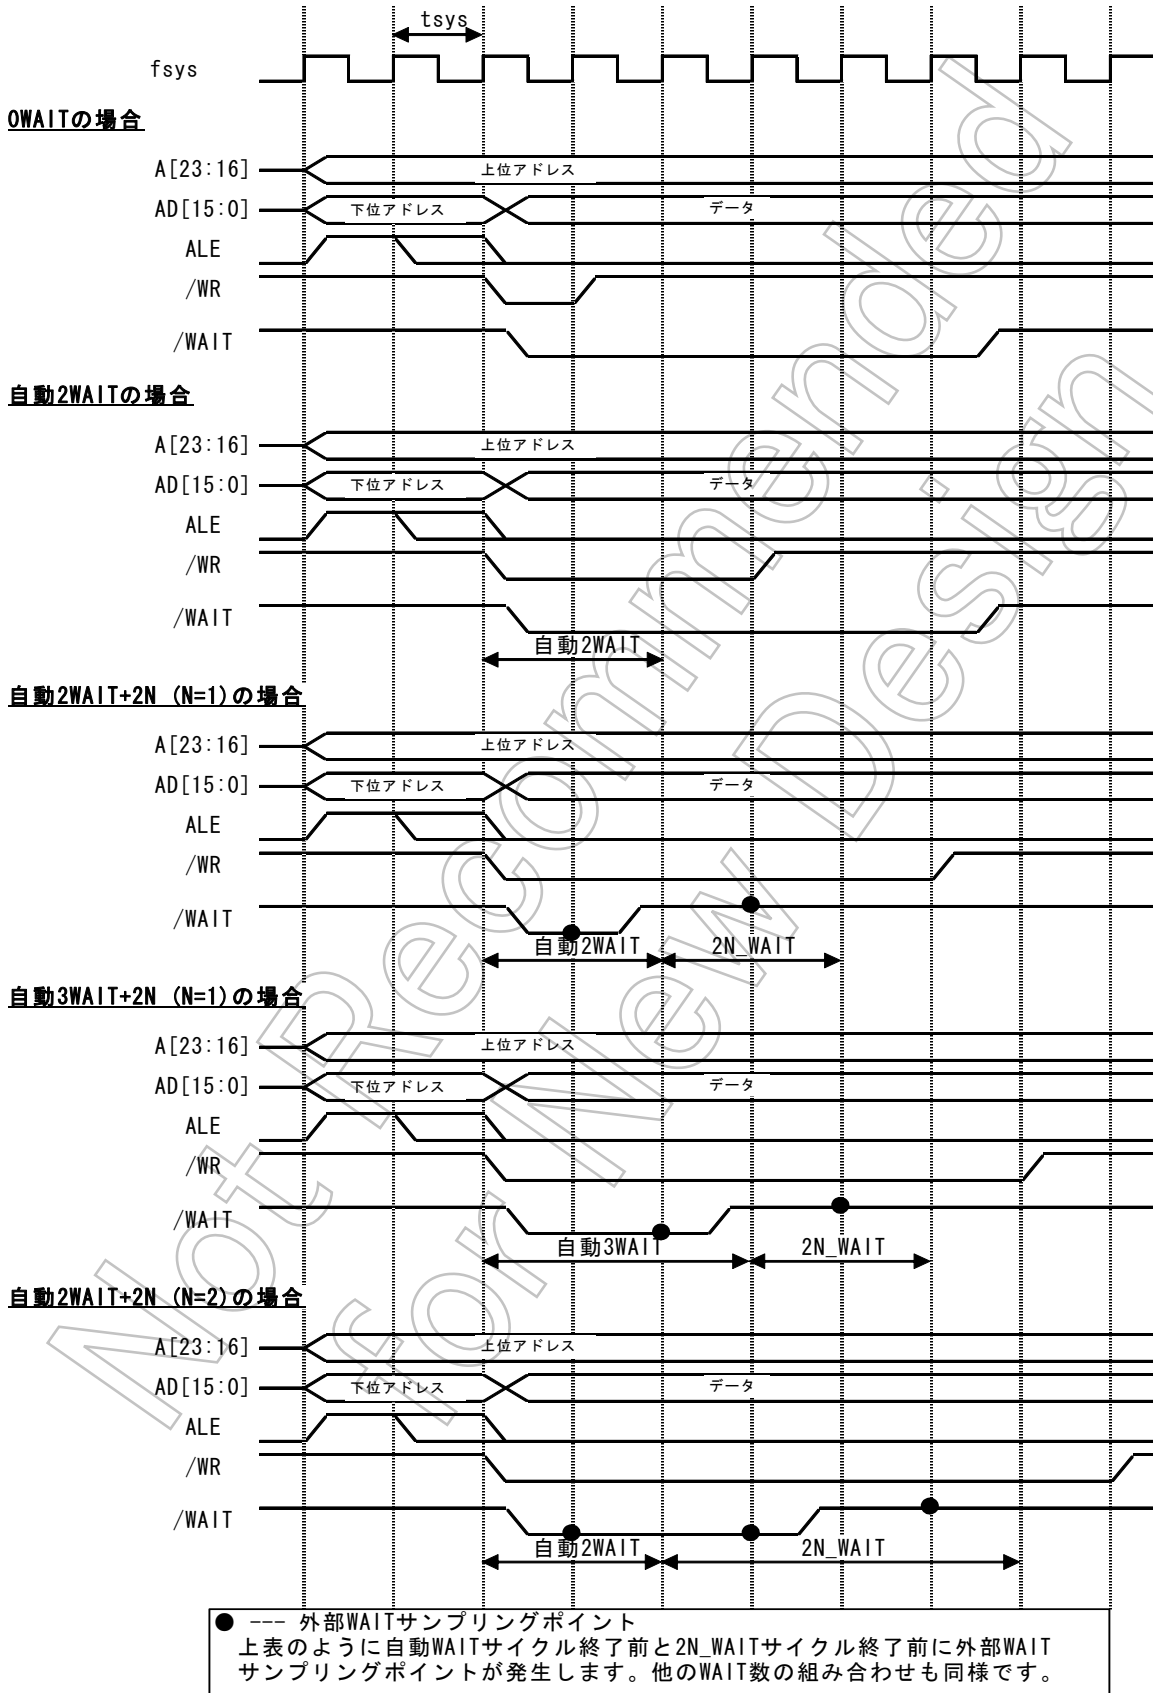 tsys
fsys
0WAITの場合
A[23:16]
上位アドレス
AD[15:0]
下位アドレス
データ
ALE
/WR
/WAIT
自動2WAITの場合
A[23:16]
上位アドレス
AD[15:0]
下位アドレス
データ
ALE
/WR
/WAIT
自動2WAIT
自動2WAIT+2N (N=1)の場合
A[23:16]
上位アドレス
AD[15:0]
下位アドレス
データ
ALE
/WR
/WAIT
自動2WAIT
2N_WAIT
自動3WAIT+2N (N=1)の場合
A[23:16]
上位アドレス
AD[15:0]
下位アドレス
データ
ALE
/WR
/WAIT
自動3WAIT
2N_WAIT
自動2WAIT+2N (N=2)の場合
A[23:16]
上位アドレス
AD[15:0]
下位アドレス
データ
ALE
/WR
/WAIT
自動2WAIT
2N_WAIT
● --- 外部WAITサンプリングポイント
上表のように自動WAITサイクル終了前と2N_WAITサイクル終了前に外部WAIT
サンプリングポイントが発生します。他のWAIT数の組み合わせも同様です。
Not Recommended
for New Design